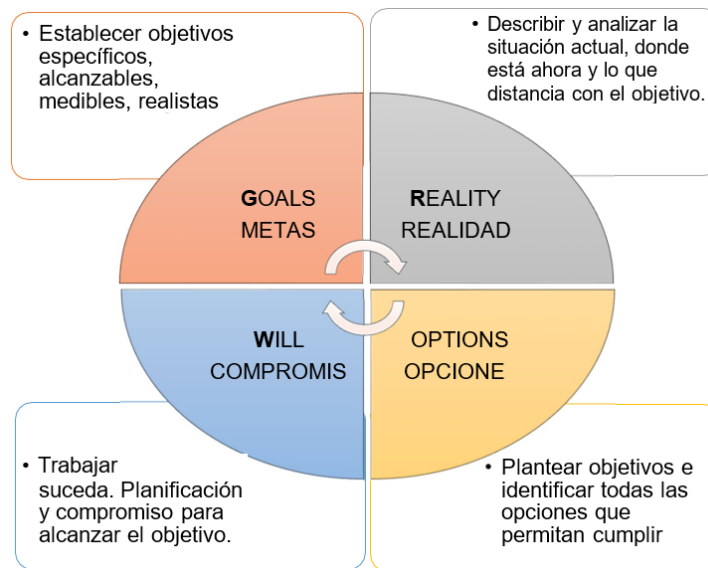 • Establecer objetivos
específicos,
alcanzables,
medibles, realistas
• Describir y analizar la
situación actual, donde
está ahora y lo que
distancia con el objetivo.
GOALS
METAS
REALITY
REALIDAD
WILL
COMPROMIS
OPTIONS
OPCIONE
• Trabajar
suceda. Planificación
y compromiso para
alcanzar el objetivo.
• Plantear objetivos e
identificar todas las
opciones que
permitan cumplir